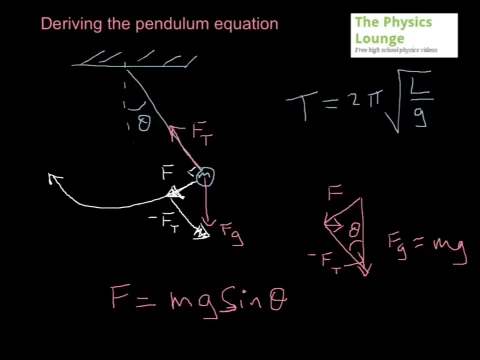 Deriving the pendulum equation
The Physics
Lounge
Free high school physics videos
T = 2π√(L/g)
θ
F_T
F
m
-F_T
F_g
F
θ
-F_T
F_g = mg
F = mg Sinθ